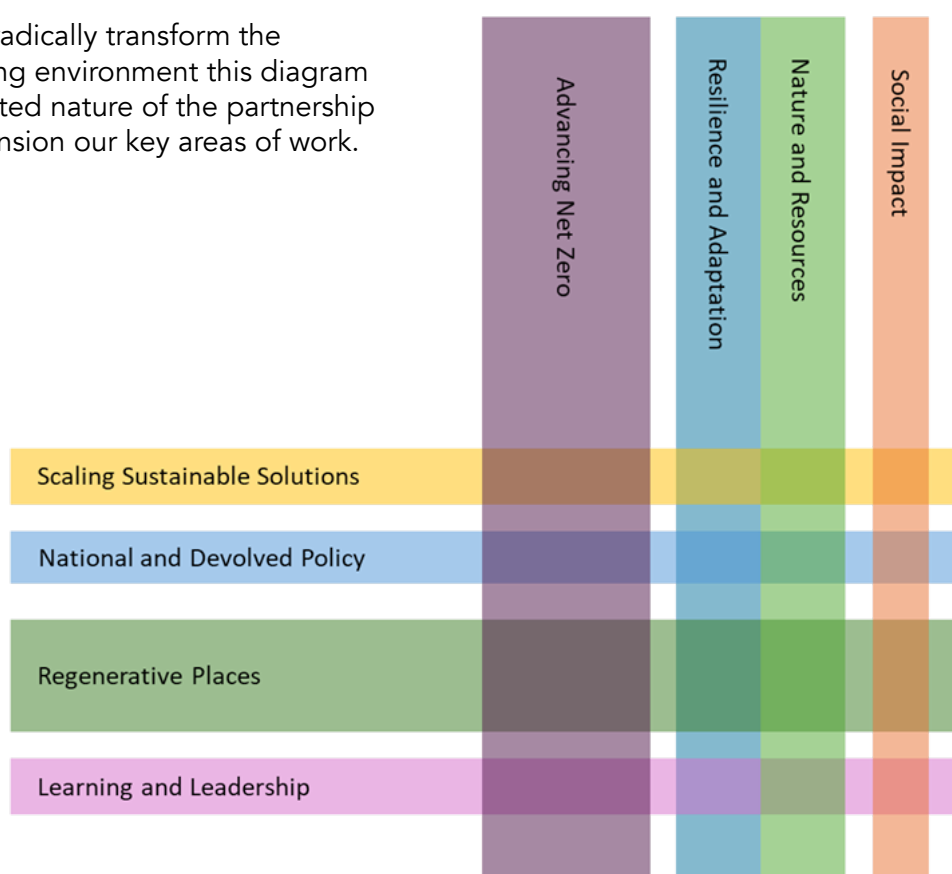 adically transform the
ng environment this diagram
ted nature of the partnership
nsion our key areas of work.
Advancing Net Zero
Resilience and Adaptation
Nature and Resources
Social Impact
Scaling Sustainable Solutions
National and Devolved Policy
Regenerative Places
Learning and Leadership